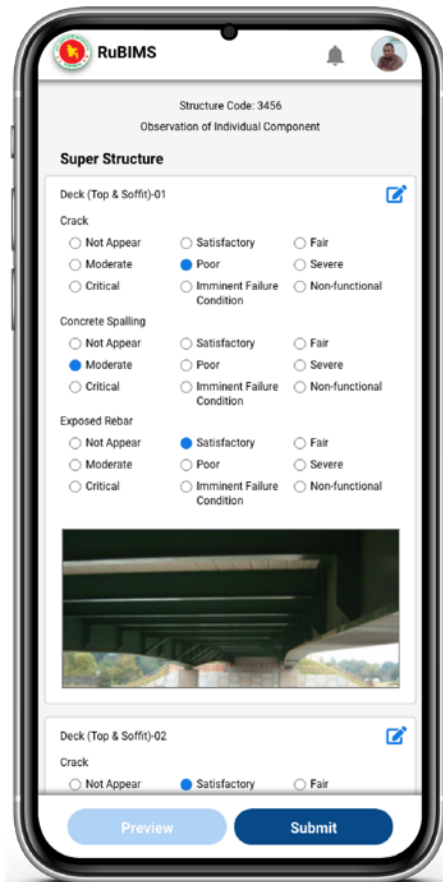 RuBIMS
Structure Code: 3456
Observation of Individual Component
Super Structure
Deck (Top & Soffit)-01
Crack
Not Appear Satisfactory Fair
Moderate Poor Severe
Critical Imminent Failure Non-functional
Condition
Concrete Spalling
Not Appear Satisfactory Fair
Moderate Poor Severe
Critical Imminent Failure Non-functional
Condition
Exposed Rebar
Not Appear Satisfactory Fair
Moderate Poor Severe
Critical Imminent Failure Non-functional
Condition
Deck (Top & Soffit)-02
Crack
Not Appear Satisfactory Fair
Preview Submit